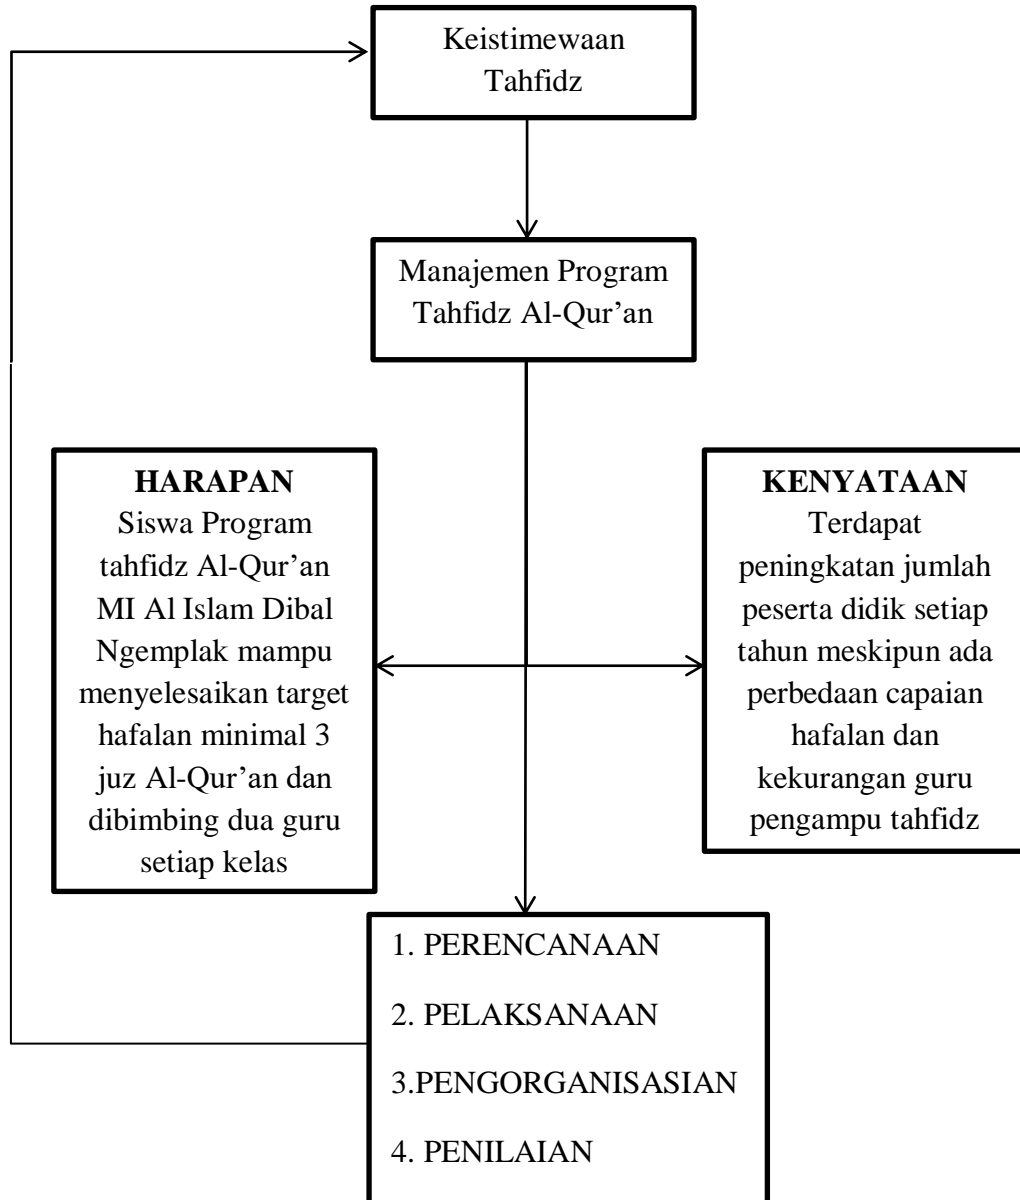 Keistimewaan
Tahfidz
Manajemen Program
Tahfidz Al-Qur’an
HARAPAN
Siswa Program
tahfidz Al-Qur’an
MI Al Islam Dibal
Ngemplak mampu
menyelesaikan target
hafalan minimal 3
juz Al-Qur’an dan
dibimbing dua guru
setiap kelas
KENYATAAN
Terdapat
peningkatan jumlah
peserta didik setiap
tahun meskipun ada
perbedaan capaian
hafalan dan
kekurangan guru
pengampu tahfidz
1. PERENCANAAN
2. PELAKSANAAN
3.PENGORGANISASIAN
4. PENILAIAN